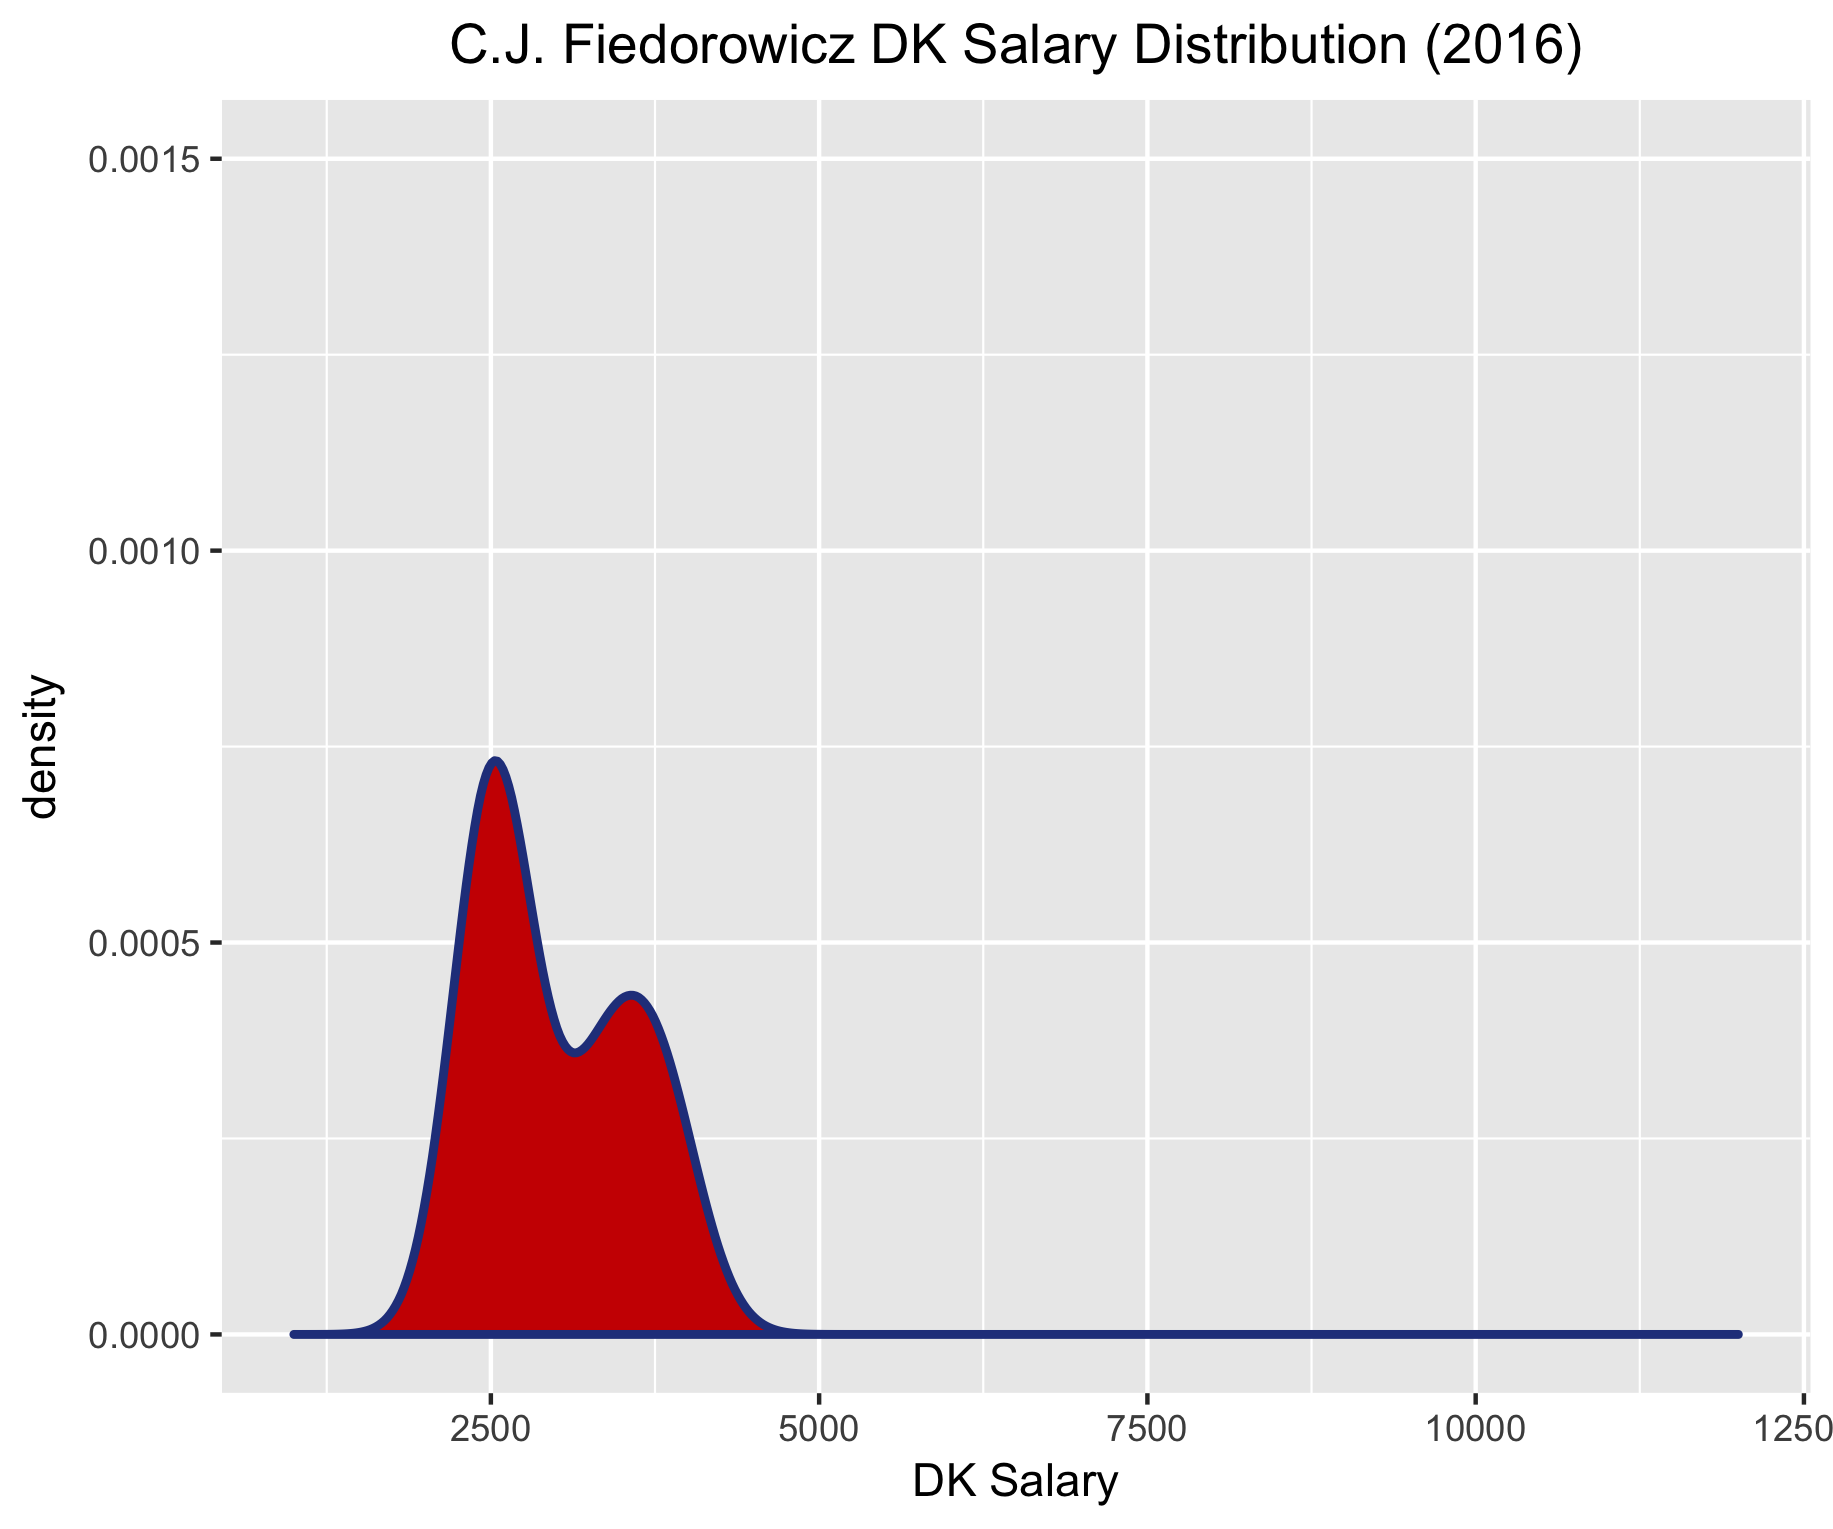 C.J. Fiedorowicz DK Salary Distribution (2016)
0.0015
0.0010
density
0.0005
0.0000
2500 5000 7500 10000 1250
DK Salary